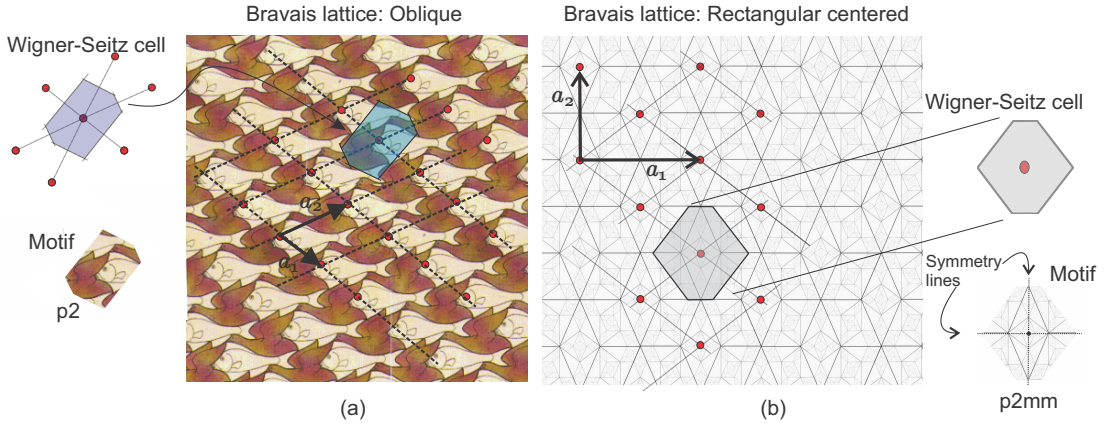 Bravais lattice: Oblique
Bravais lattice: Rectangular centered
Wigner-Seitz cell
a₂
a₁
Motif
p2
a₂
a₁
Wigner-Seitz cell
Symmetry
lines
Motif
p2mm
(a)
(b)